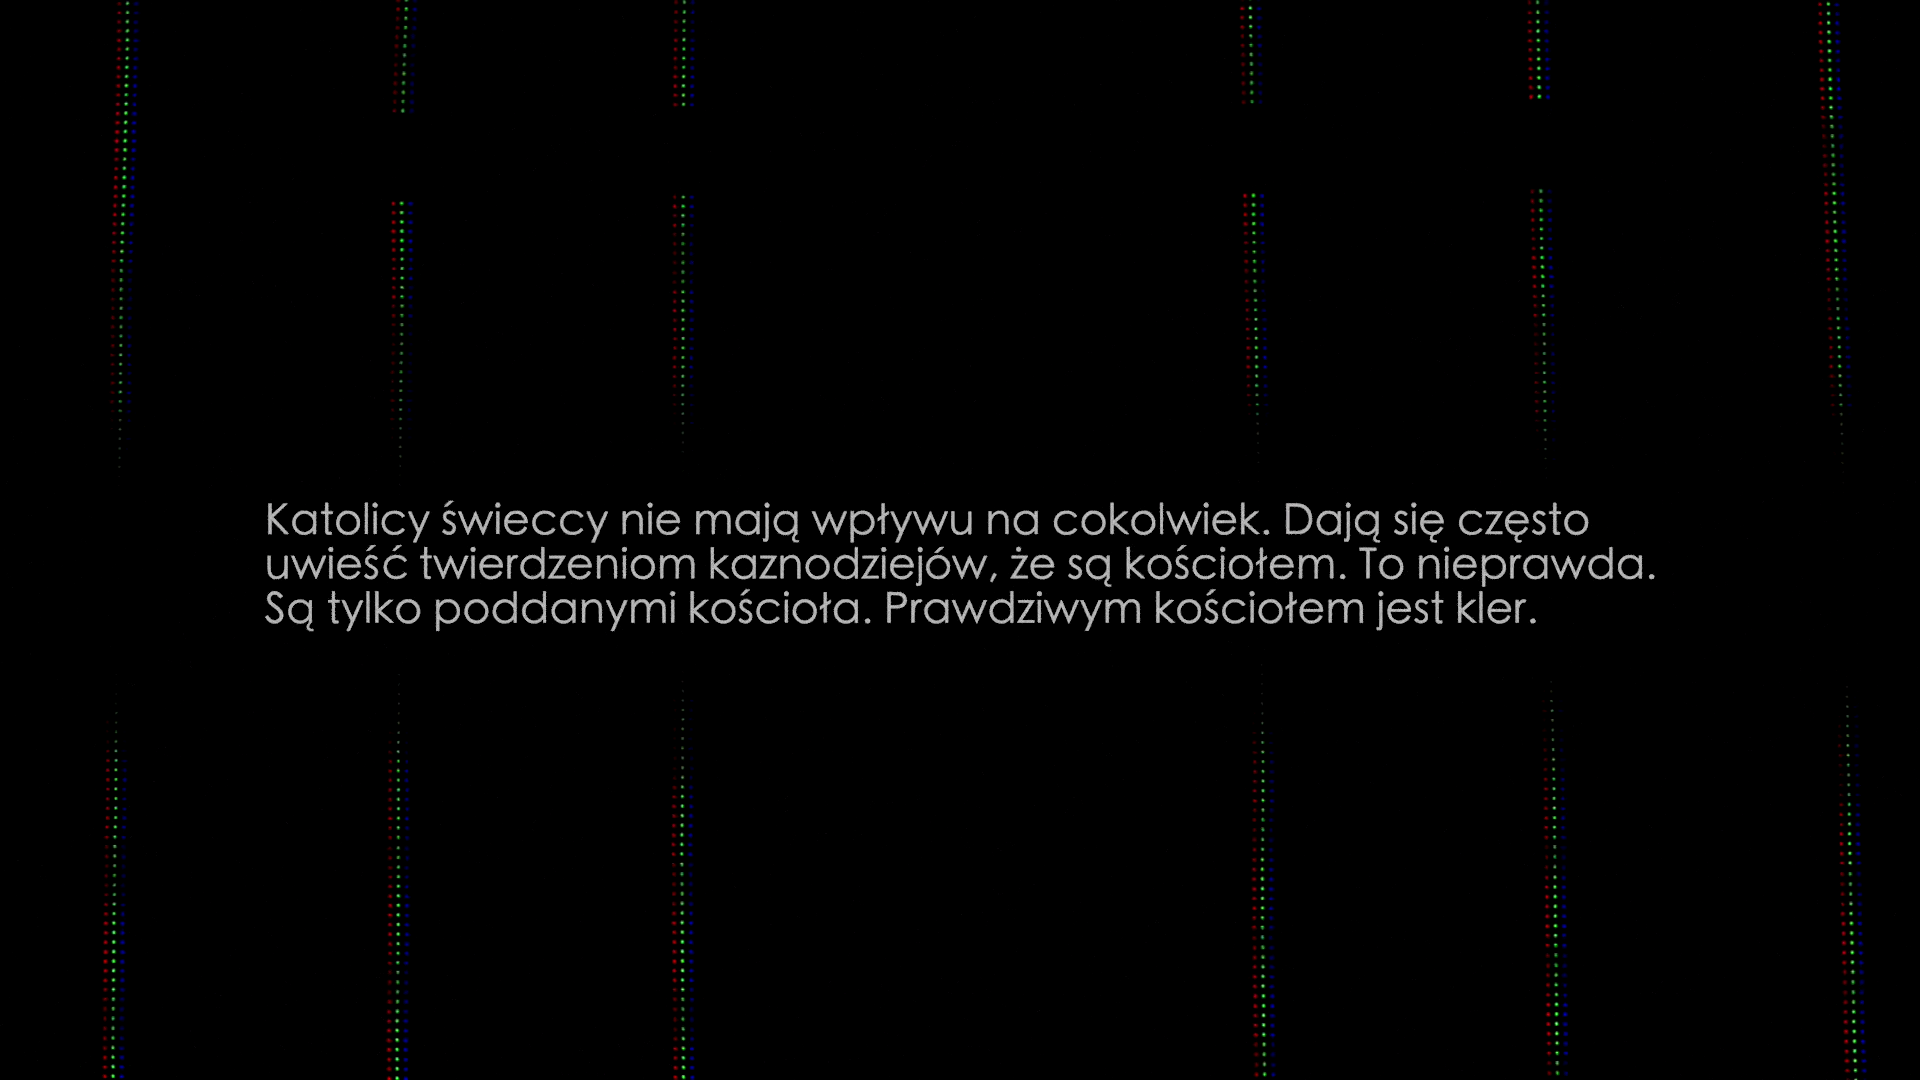 Katolicy świeccy nie mają wpływu na cokolwiek. Dają się często
uwieść twierdzeniom kaznodziejów, że są kościołem. To nieprawda.
Są tylko poddanymi kościoła. Prawdziwym kościołem jest kler.